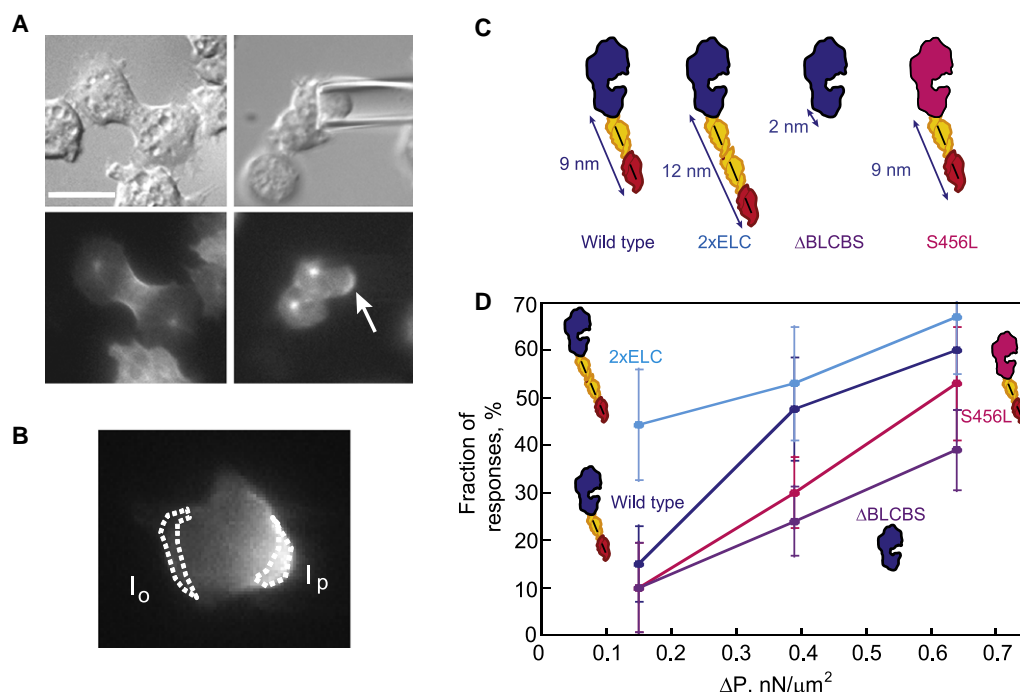 A
B
I₀
Iₚ
C
9 nm
12 nm
2 nm
9 nm
Wild type
2xELC
ΔBLCBS
S456L
D
Fraction of
responses, %
70
60
50
40
30
20
10
0
2xELC
Wild type
S456L
ΔBLCBS
0
0.1
0.2
0.3
0.4
0.5
0.6
0.7
ΔP, nN/μm²